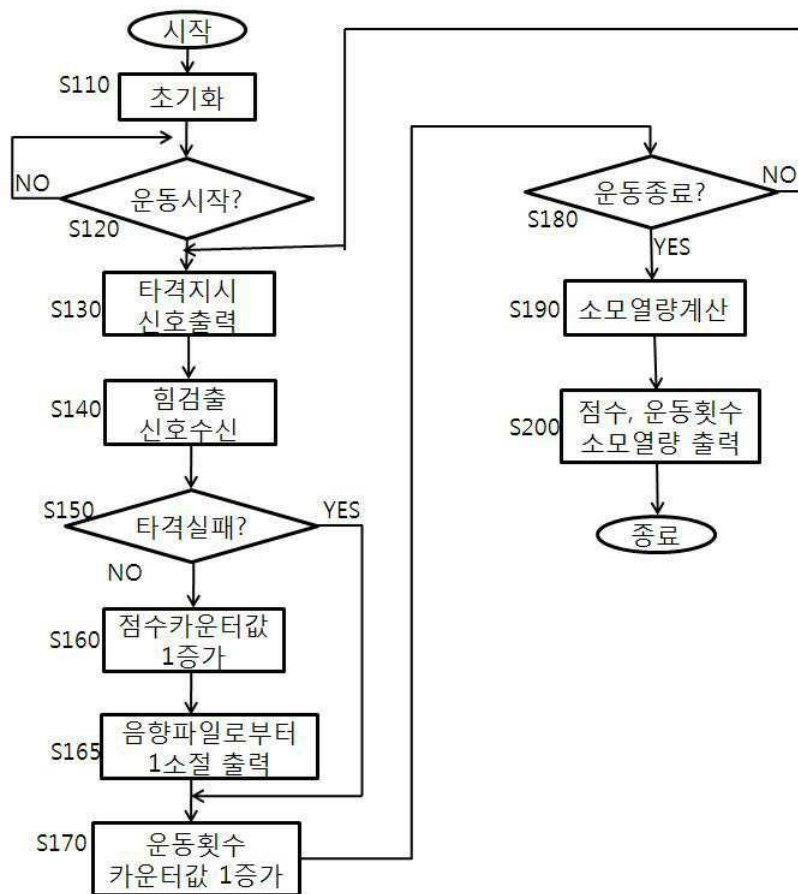 시작
S110
초기화
NO
운동시작?
S120
S130
타격지시
신호출력
S140
힘검출
신호수신
S150
타격실패?
YES
NO
S160
점수카운터값
1증가
S165
음향파일로부터
1소절 출력
S170
운동횟수
카운터값 1증가
운동종료?
NO
S180
YES
S190
소모열량계산
S200
점수, 운동횟수
소모열량 출력
종료